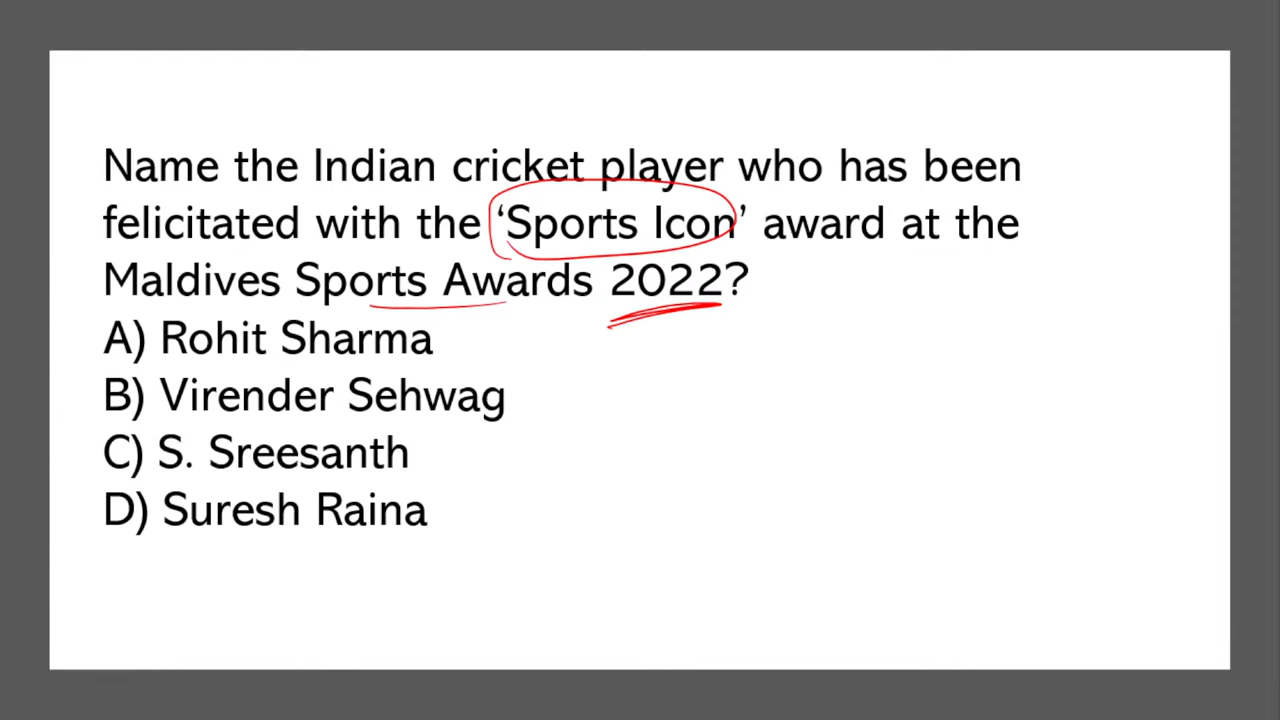 Name the Indian cricket player who has been
felicitated with the ‘Sports Icon’ award at the
Maldives Sports Awards 2022?
A) Rohit Sharma
B) Virender Sehwag
C) S. Sreesanth
D) Suresh Raina